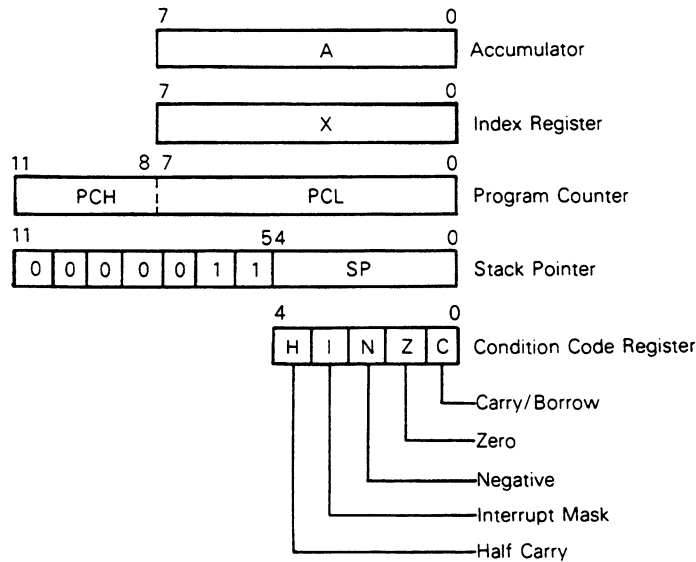 7 0
A Accumulator
7 0
X Index Register
11 8 7 0
PCH PCL Program Counter
11 5 4 0
0 0 0 0 0 1 1 SP Stack Pointer
4 0
H I N Z C Condition Code Register
Carry/Borrow
Zero
Negative
Interrupt Mask
Half Carry